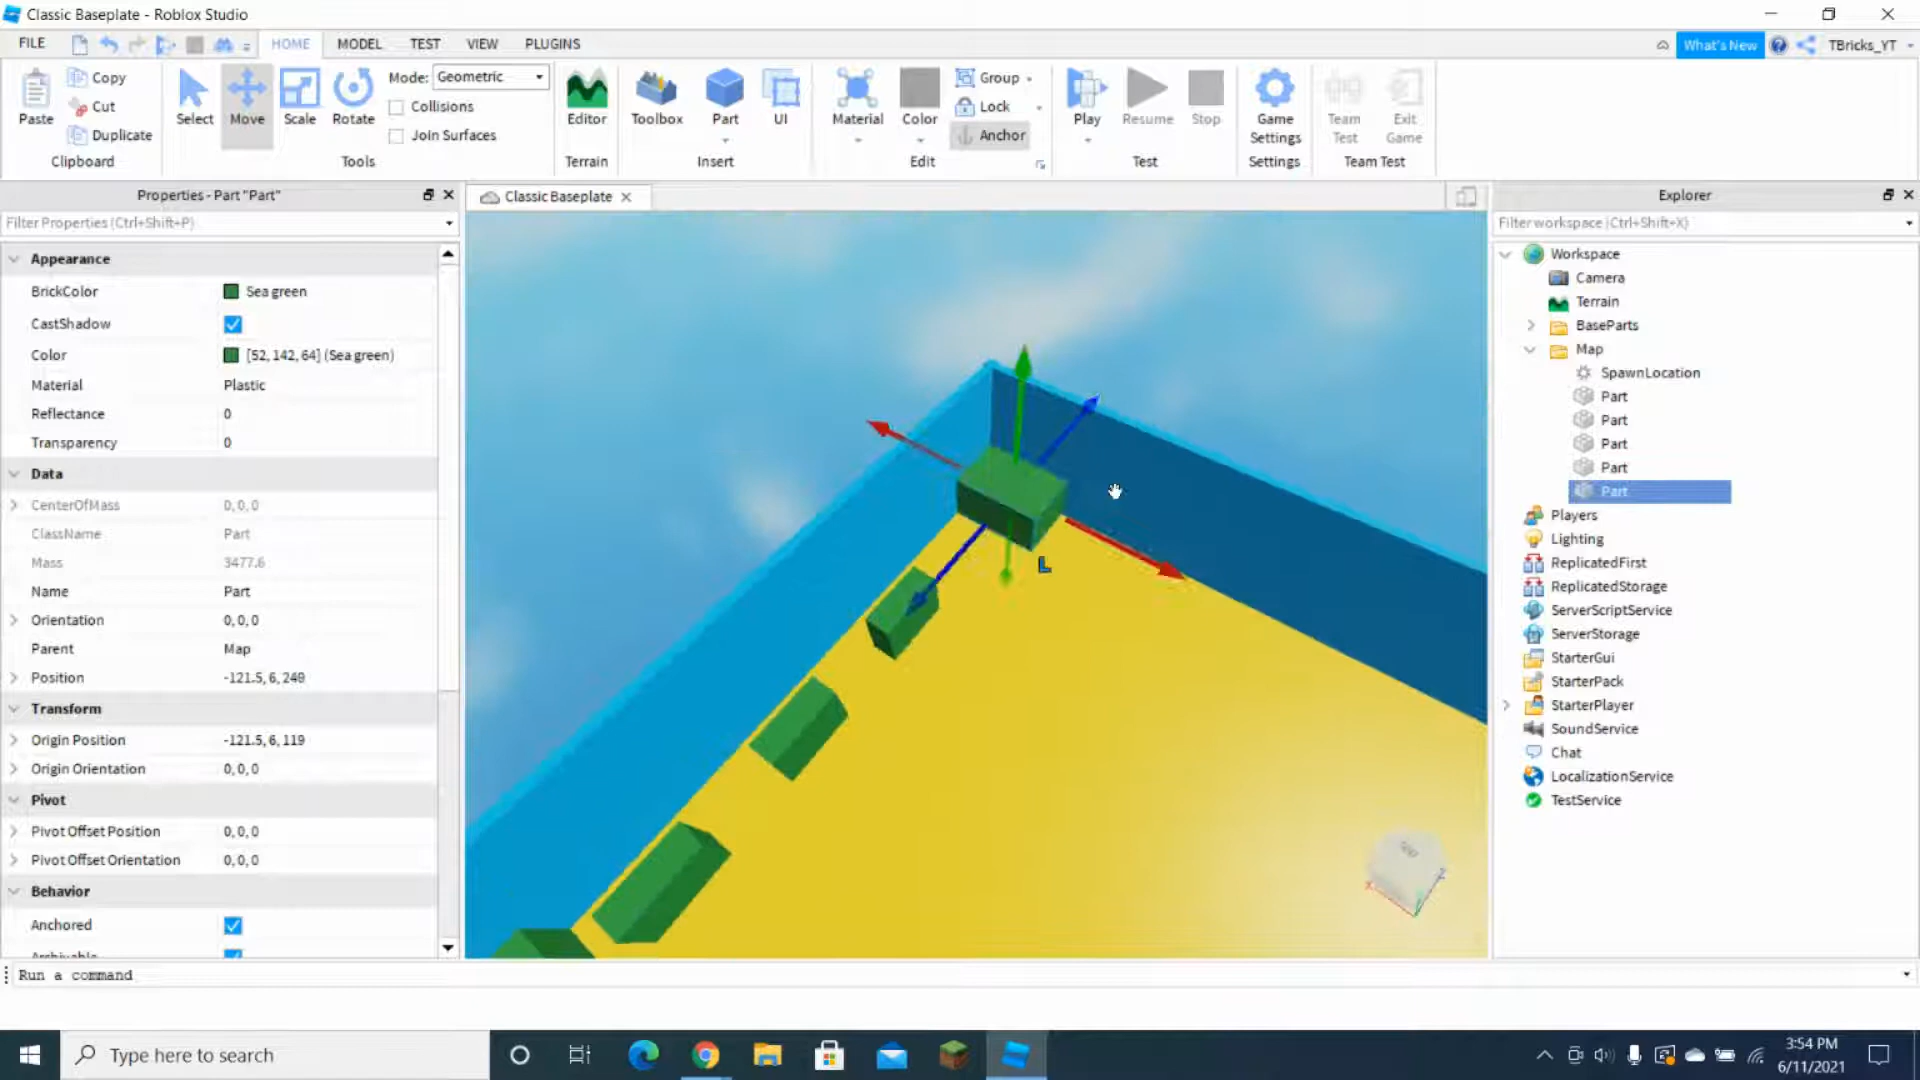 Classic Baseplate - Roblox Studio
FILE HOME MODEL TEST VIEW PLUGINS What's New TBricks_YT
Paste Copy Cut Duplicate Clipboard
Select Move Scale Rotate Mode: Geometric Collisions Join Surfaces Tools
Editor Terrain
Toolbox Part UI Insert
Material Color Group Lock Anchor Edit
Play Resume Stop Test
Game Settings Settings
Team Test Exit Game Team Test
Properties - Part "Part"
Filter Properties (Ctrl+Shift+P)
Appearance
BrickColor Sea green
CastShadow
Color [52, 142, 64] (Sea green)
Material Plastic
Reflectance 0
Transparency 0
Data
CenterOfMass 0, 0, 0
ClassName Part
Mass 3477.6
Name Part
Orientation 0, 0, 0
Parent Map
Position -121.5, 6, 249
Transform
Origin Position -121.5, 6, 119
Origin Orientation 0, 0, 0
Pivot
Pivot Offset Position 0, 0, 0
Pivot Offset Orientation 0, 0, 0
Behavior
Anchored
Archivable
Classic Baseplate
L
X
Z
Explorer
Filter workspace (Ctrl+Shift+X)
Workspace
Camera
Terrain
BaseParts
Map
SpawnLocation
Part
Part
Part
Part
Part
Players
Lighting
ReplicatedFirst
ReplicatedStorage
ServerScriptService
ServerStorage
StarterGui
StarterPack
StarterPlayer
SoundService
Chat
LocalizationService
TestService
Run a command
Type here to search
3:54 PM
6/11/2021